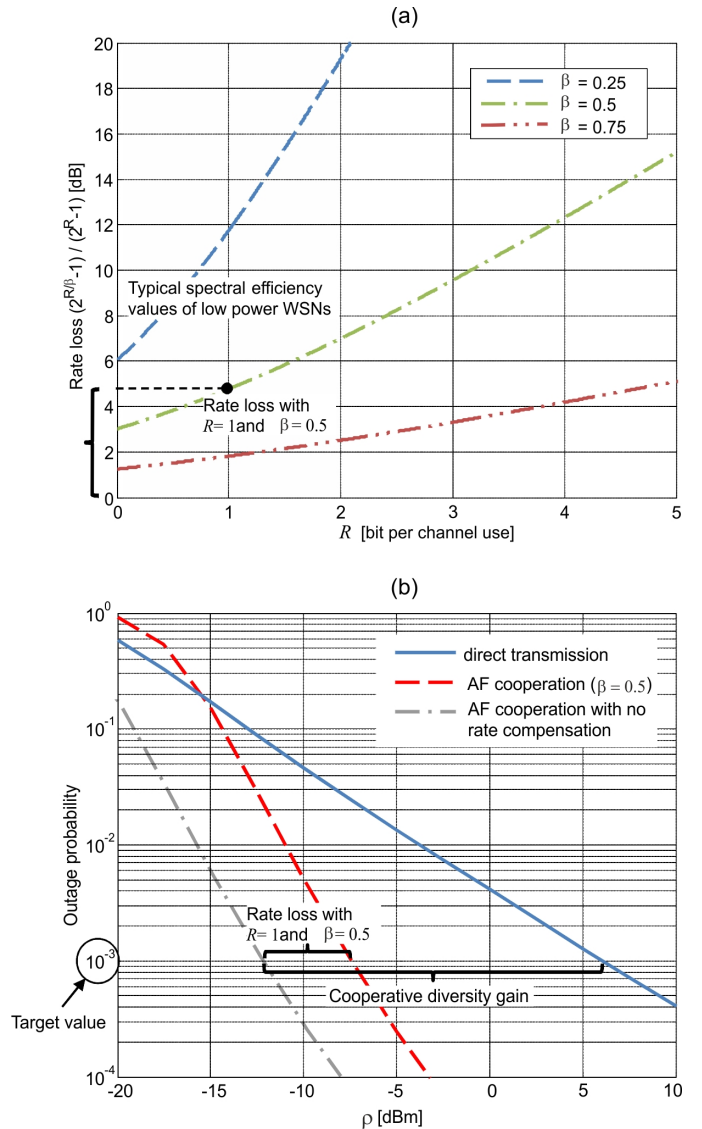 (a)
20
18
16
14
12
10
8
6
4
2
0
Rate loss (2^{R/β}-1) / (2^R-1) [dB]
β = 0.25
β = 0.5
β = 0.75
Typical spectral efficiency
values of low power WSNs
Rate loss with
R= 1and β = 0.5
0 1 2 3 4 5
R [bit per channel use]
(b)
10^0
10^-1
10^-2
10^-3
10^-4
Outage probability
direct transmission
AF cooperation (β = 0.5)
AF cooperation with no
rate compensation
Rate loss with
R= 1and β = 0.5
Cooperative diversity gain
Target value
-20 -15 -10 -5 0 5 10
ρ [dBm]